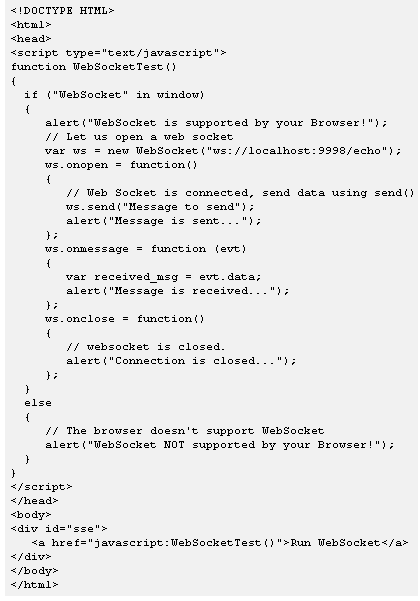 <!DOCTYPE HTML>
<html>
<head>
<script type="text/javascript">
function WebSocketTest()
{
  if ("WebSocket" in window)
  {
     alert("WebSocket is supported by your Browser!");
     // Let us open a web socket
     var ws = new WebSocket("ws://localhost:9998/echo");
     ws.onopen = function()
     {
        // Web Socket is connected, send data using send()
        ws.send("Message to send");
        alert("Message is sent...");
     };
     ws.onmessage = function (evt)
     {
        var received_msg = evt.data;
        alert("Message is received...");
     };
     ws.onclose = function()
     {
        // websocket is closed.
        alert("Connection is closed...");
     };
  }
  else
  {
     // The browser doesn't support WebSocket
     alert("WebSocket NOT supported by your Browser!");
  }
}
</script>
</head>
<body>
<div id="sse">
   <a href="javascript:WebSocketTest()">Run WebSocket</a>
</div>
</body>
</html>